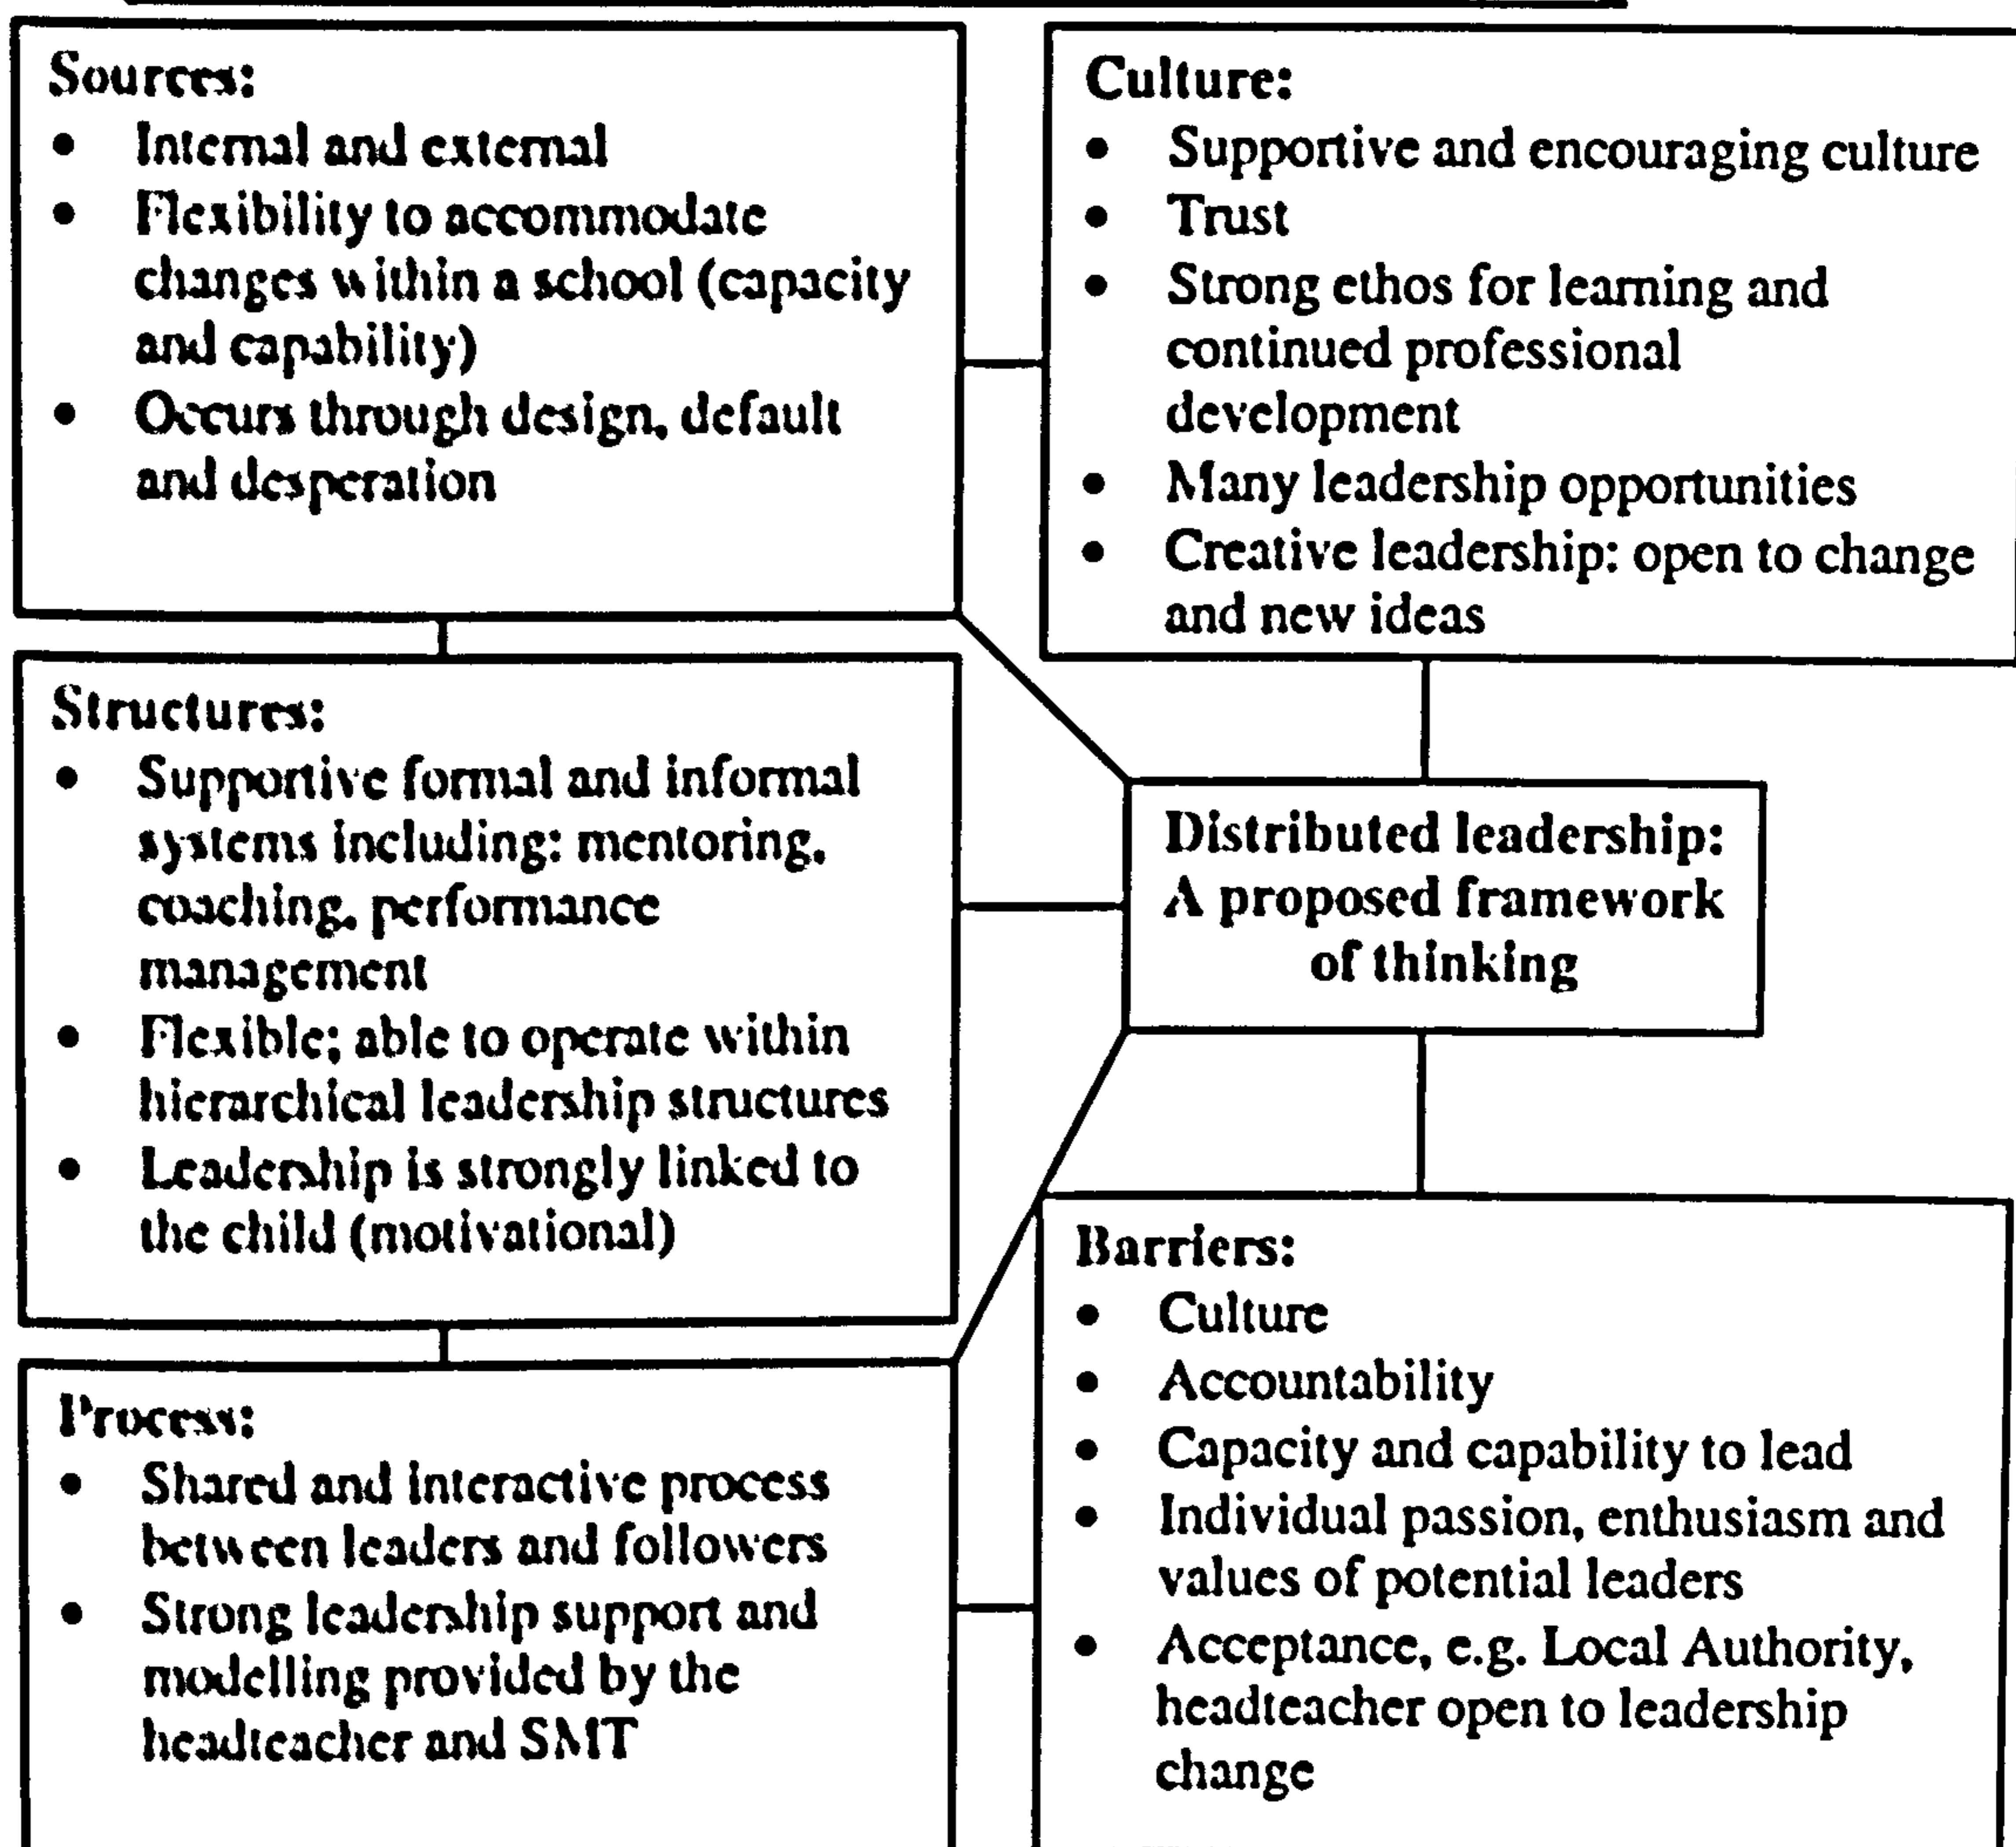 Sources:
• Internal and external
• Flexibility to accommodate
changes within a school (capacity
and capability)
• Occurs through design, default
and desperation
Culture:
• Supportive and encouraging culture
• Trust
• Strong ethos for learning and
continued professional
development
• Many leadership opportunities
• Creative leadership: open to change
and new ideas
Structures:
• Supportive formal and informal
systems including: mentoring,
coaching, performance
management
• Flexible; able to operate within
hierarchical leadership structures
• Leadership is strongly linked to
the child (motivational)
Distributed leadership:
A proposed framework
of thinking
Process:
• Shared and interactive process
between leaders and followers
• Strong leadership support and
modelling provided by the
headteacher and SMT
Barriers:
• Culture
• Accountability
• Capacity and capability to lead
• Individual passion, enthusiasm and
values of potential leaders
• Acceptance, e.g. Local Authority,
headteacher open to leadership
change